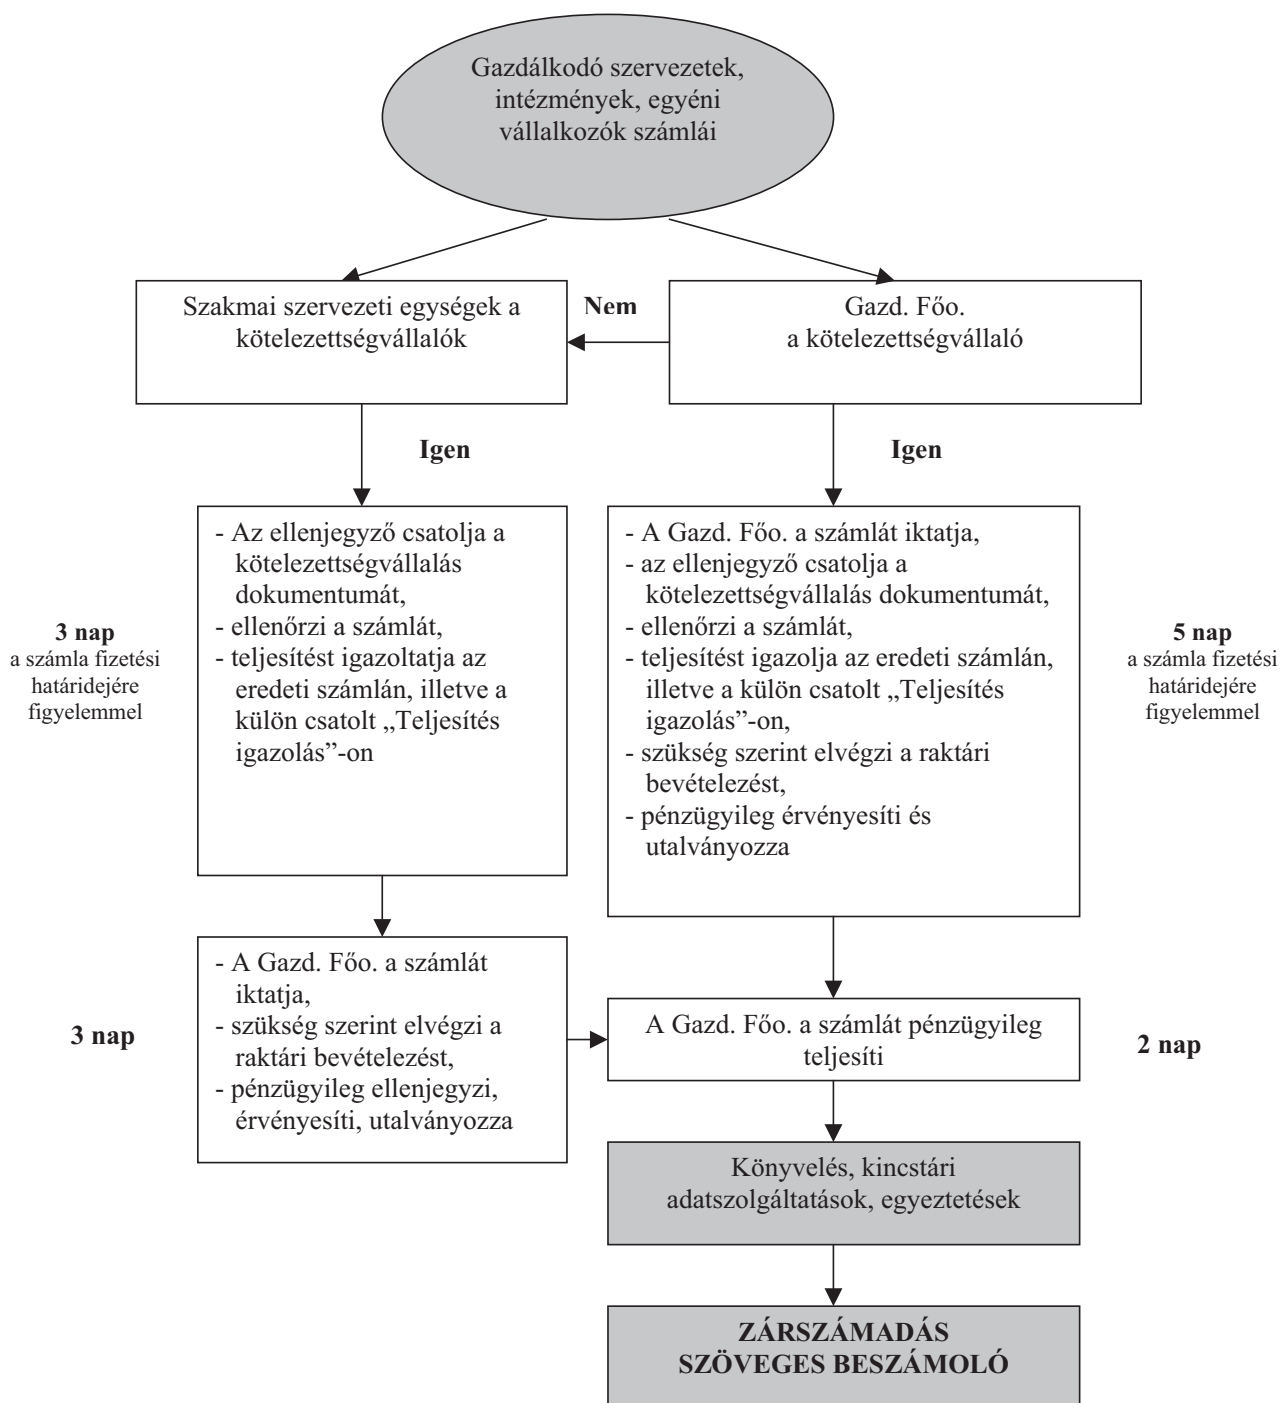 Gazdálkodó szervezetek,
intézmények, egyéni
vállalkozók számlái
Szakmai szervezeti egységek a
kötelezettségvállalók
Nem
Gazd. Főo.
a kötelezettségvállaló
Igen
Igen
3 nap
a számla fizetési
határidejére
figyelemmel
- Az ellenjegyző csatolja a
kötelezettségvállalás
dokumentumát,
- ellenőrzi a számlát,
- teljesítést igazoltatja az
eredeti számlán, illetve a
külön csatolt „Teljesítés
igazolás”-on
- A Gazd. Főo. a számlát iktatja,
- az ellenjegyző csatolja a
kötelezettségvállalás dokumentumát,
- ellenőrzi a számlát,
- teljesítést igazolja az eredeti számlán,
illetve a külön csatolt „Teljesítés
igazolás”-on,
- szükség szerint elvégzi a raktári
bevételezést,
- pénzügyileg érvényesíti és
utalványozza
5 nap
a számla fizetési
határidejére
figyelemmel
3 nap
- A Gazd. Főo. a számlát
iktatja,
- szükség szerint elvégzi a
raktári bevételezést,
- pénzügyileg ellenjegyzi,
érvényesíti, utalványozza
A Gazd. Főo. a számlát pénzügyileg
teljesíti
2 nap
Könyvelés, kincstári
adatszolgáltatások, egyeztetések
ZÁRSZÁMADÁS
SZÖVEGES BESZÁMOLÓ